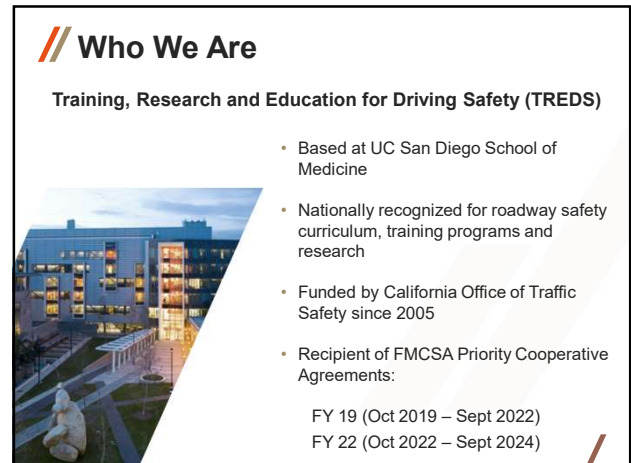 Who We Are
Training, Research and Education for Driving Safety (TREDS)
• Based at UC San Diego School of
Medicine
• Nationally recognized for roadway safety
curriculum, training programs and
research
• Funded by California Office of Traffic
Safety since 2005
• Recipient of FMCSA Priority Cooperative
Agreements:
FY 19 (Oct 2019 – Sept 2022)
FY 22 (Oct 2022 – Sept 2024)